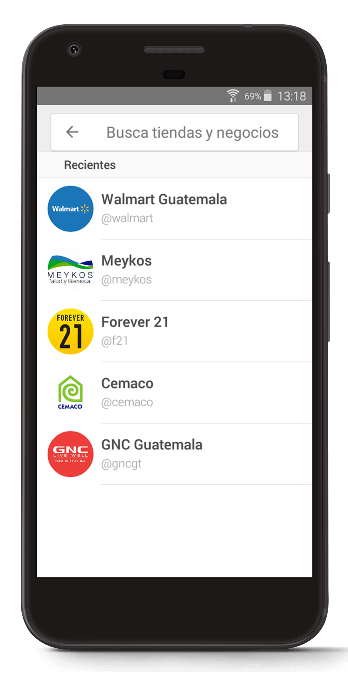 69% 13:18
Busca tiendas y negocios
Recientes
Walmart
Walmart Guatemala
@walmart
MEYKOS
Salud y Bienestar
Meykos
@meykos
FOREVER
21
Forever 21
@f21
CEMACO
Cemaco
@cemaco
GNC
LIVE WELL
GNC Guatemala
@gncgt